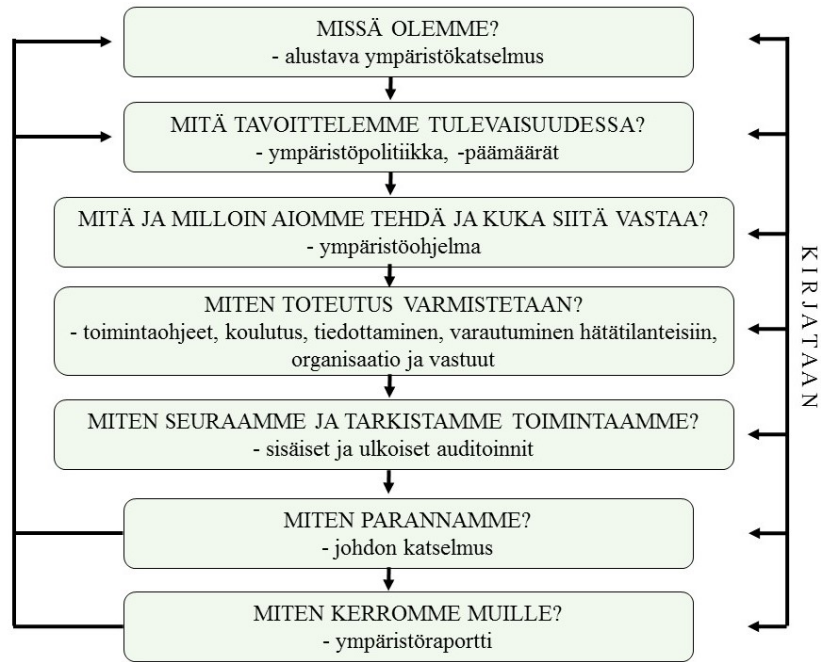 MISSÄ OLEMME?
- alustava ympäristökatselmus
MITÄ TAVOITTELEMME TULEVAISUUDESSA?
- ympäristöpolitiikka, -päämäärät
MITÄ JA MILLOIN AIOMME TEHDÄ JA KUKA SIITÄ VASTAA?
- ympäristöohjelma
MITEN TOTEUTUS VARMISTETAAN?
- toimintaohjeet, koulutus, tiedottaminen, varautuminen hätätilanteisiin,
organisaatio ja vastuut
MITEN SEURAAMME JA TARKISTAMME TOIMINTAAMME?
- sisäiset ja ulkoiset auditoinnit
MITEN PARANNAMME?
- johdon katselmus
MITEN KERROMME MUILLE?
- ympäristöraportti
KIRJATAAN